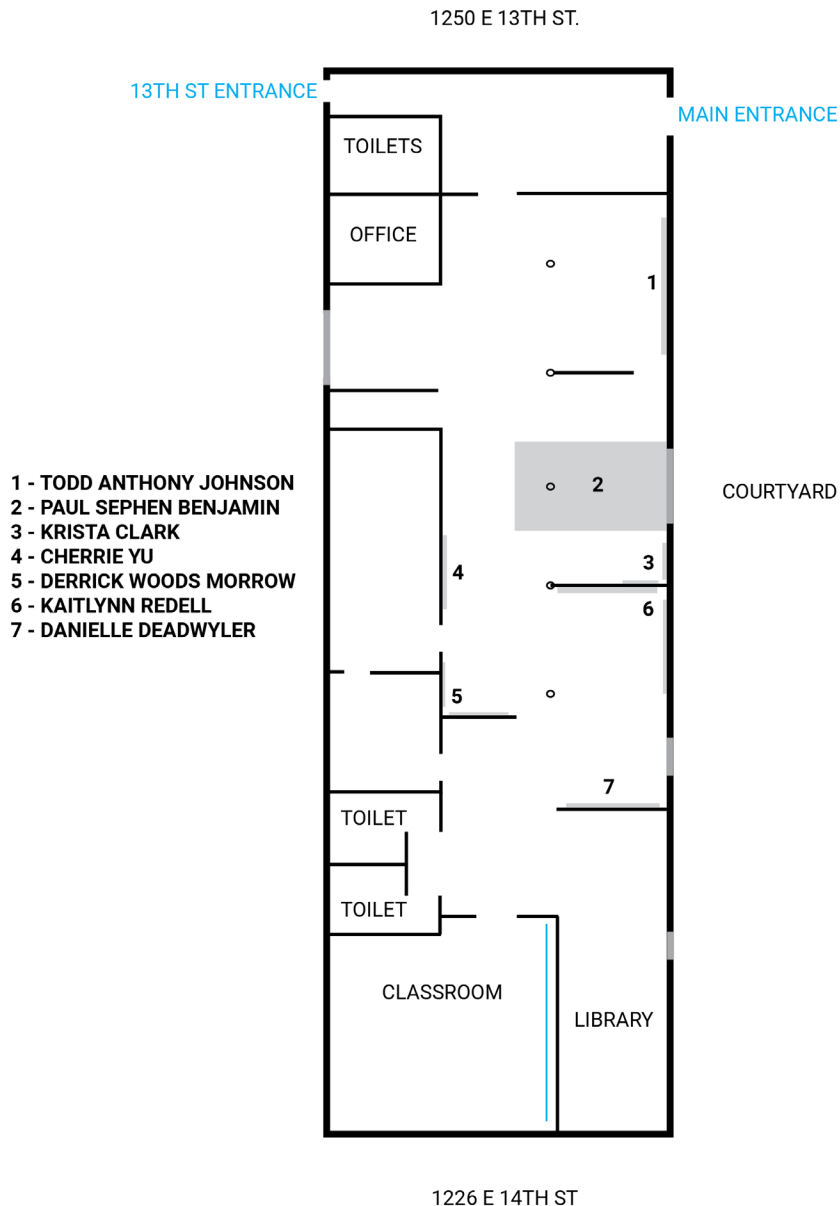 1250 E 13TH ST.
13TH ST ENTRANCE
MAIN ENTRANCE
TOILETS
OFFICE
1
1 - TODD ANTHONY JOHNSON
2 - PAUL SEPHEN BENJAMIN
3 - KRISTA CLARK
4 - CHERRIE YU
5 - DERRICK WOODS MORROW
6 - KAITLYNN REDELL
7 - DANIELLE DEADWYLER
2
COURTYARD
3
4
6
5
7
TOILET
TOILET
CLASSROOM
LIBRARY
1226 E 14TH ST